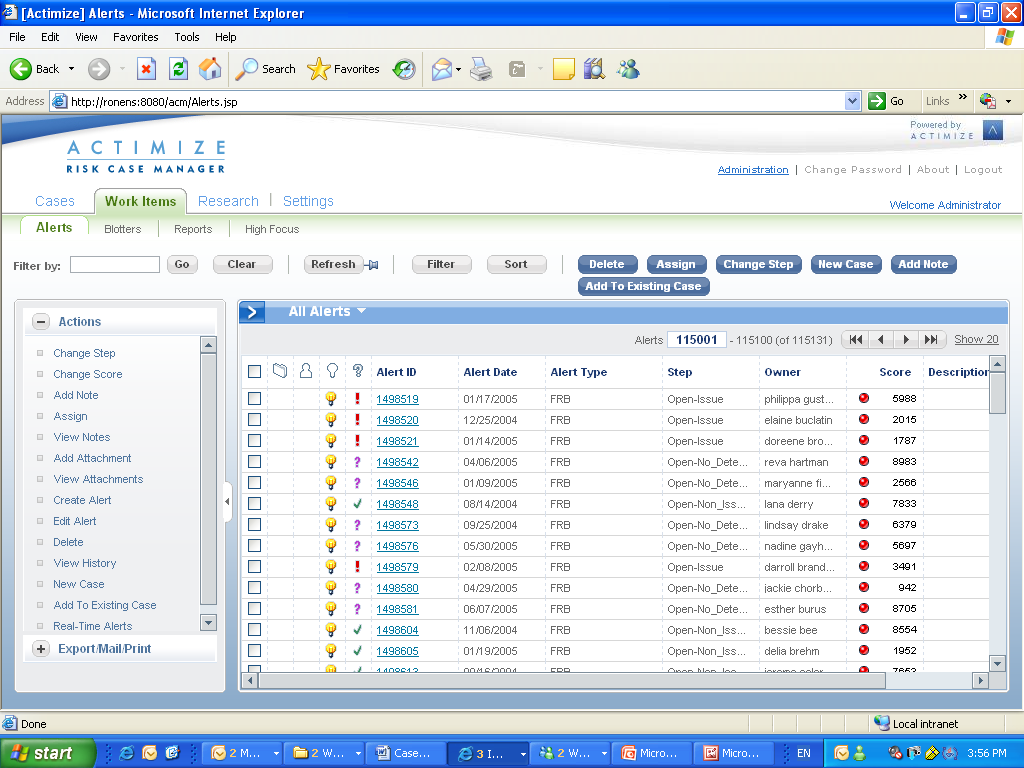 [Actimize] Alerts - Microsoft Internet Explorer
File Edit View Favorites Tools Help
Back Search Favorites
Address http://ronens:8080/acm/Alerts.jsp Go Links »
Powered by
ACTIMIZE
ACTIMIZE
RISK CASE MANAGER
Administration | Change Password | About | Logout
Cases Work Items Research | Settings
Welcome Administrator
Alerts Blotters Reports High Focus
Filter by: Go Clear Refresh Filter Sort Delete Assign Change Step New Case Add Note
Add To Existing Case
Actions
Change Step
Change Score
Add Note
Assign
View Notes
Add Attachment
View Attachments
Create Alert
Edit Alert
Delete
View History
New Case
Add To Existing Case
Real-Time Alerts
Export/Mail/Print
All Alerts
Alerts 115001 - 115100 (of 115131) Show 20
Alert ID Alert Date Alert Type Step Owner Score Description
! 1498519 01/17/2005 FRB Open-Issue philippa gust... 5988
! 1498520 12/25/2004 FRB Open-Issue elaine buclatin 2015
! 1498521 01/14/2005 FRB Open-Issue doreene bro... 1787
? 1498542 04/06/2005 FRB Open-No_Dete... reva hartman 8983
? 1498546 01/09/2005 FRB Open-No_Dete... maryanne fi... 2566
1498548 08/14/2004 FRB Open-Non_Iss... lana derry 7833
? 1498573 09/25/2004 FRB Open-No_Dete... lindsay drake 6379
? 1498576 05/30/2005 FRB Open-No_Dete... nadine gayh... 5697
! 1498579 02/08/2005 FRB Open-Issue darroll brand... 3491
? 1498580 04/29/2005 FRB Open-No_Dete... jackie chorb... 942
? 1498581 06/07/2005 FRB Open-No_Dete... esther burus 8705
1498604 11/06/2004 FRB Open-Non_Iss... bessie bee 8554
1498605 01/19/2005 FRB Open-Non_Iss... delia brehm 1952
Done Local intranet
start 2 M... 2 W... Case... 3 I... 2 W... Micro... Micro... EN 3:56 PM